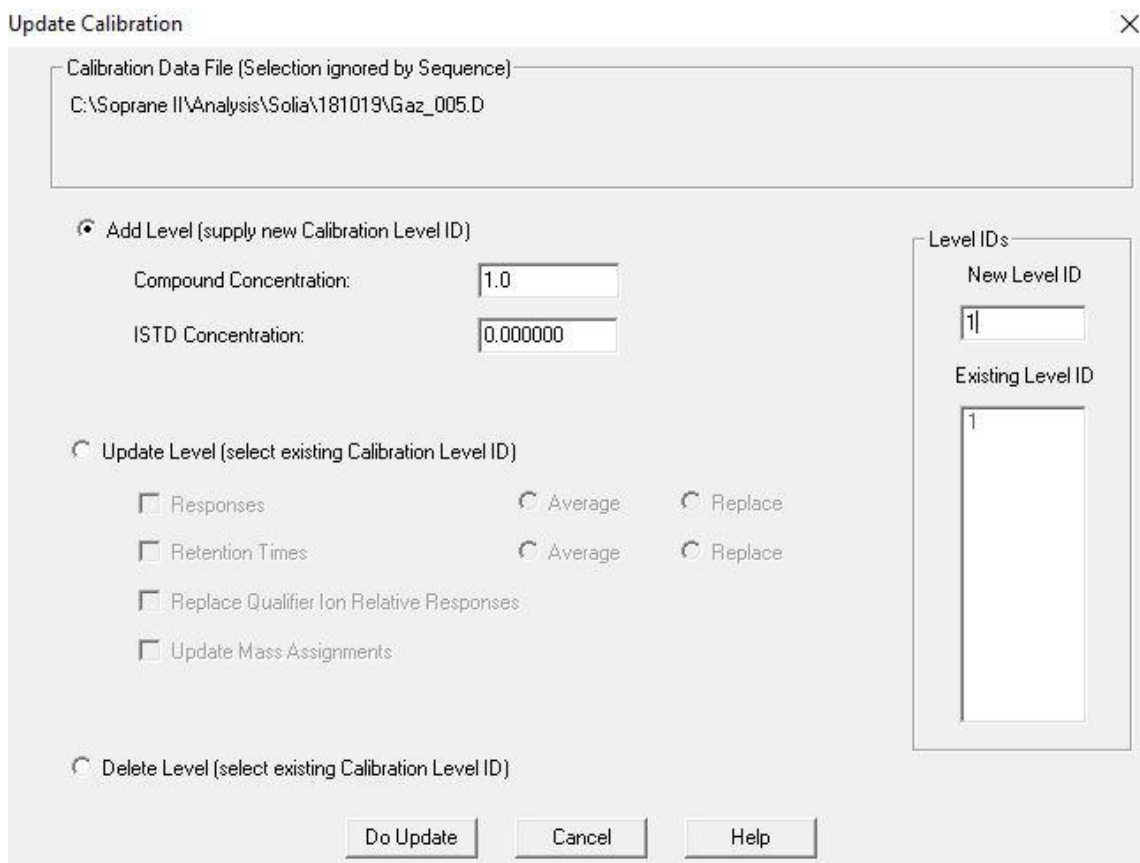 Update Calibration
Calibration Data File (Selection ignored by Sequence)
C:\Soprane II\Analysis\Solia\181019\Gaz_005.D
Add Level (supply new Calibration Level ID)
Compound Concentration: 1.0
ISTD Concentration: 0.000000
Level IDs
New Level ID
1
Existing Level ID
1
Update Level (select existing Calibration Level ID)
Responses Average Replace
Retention Times Average Replace
Replace Qualifier Ion Relative Responses
Update Mass Assignments
Delete Level (select existing Calibration Level ID)
Do Update Cancel Help